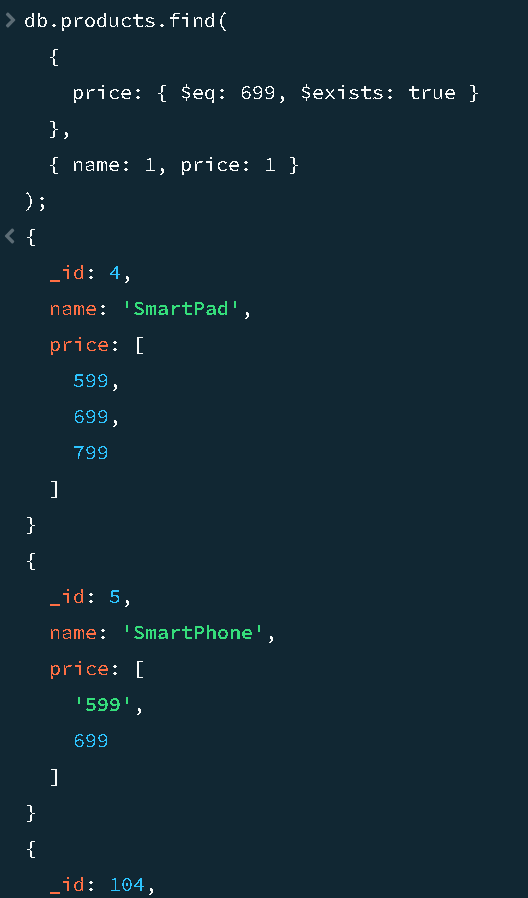 db.products.find(
{
price: { $eq: 699, $exists: true }
},
{ name: 1, price: 1 }
);
{
_id: 4,
name: 'SmartPad',
price: [
599,
699,
799
]
}
{
_id: 5,
name: 'SmartPhone',
price: [
'599',
699
]
}
{
_id: 104,